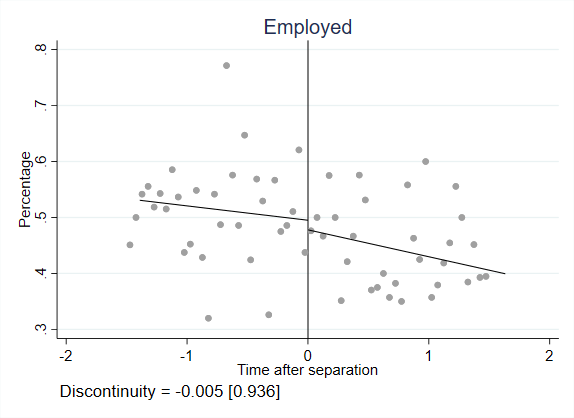 Employed
.8
.7
.6
.5
.4
.3
Percentage
-2 -1 0 1 2
Time after separation
Discontinuity = -0.005 [0.936]